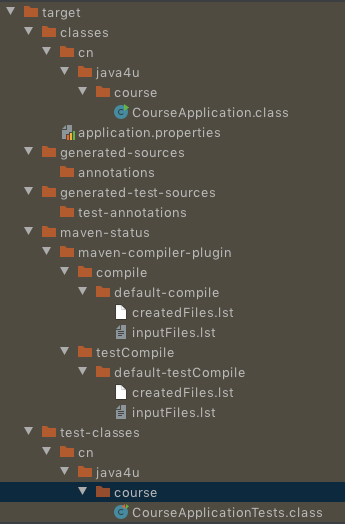 target
classes
cn
java4u
course
CourseApplication.class
application.properties
generated-sources
annotations
generated-test-sources
test-annotations
maven-status
maven-compiler-plugin
compile
default-compile
createdFiles.lst
inputFiles.lst
testCompile
default-testCompile
createdFiles.lst
inputFiles.lst
test-classes
cn
java4u
course
CourseApplicationTests.class